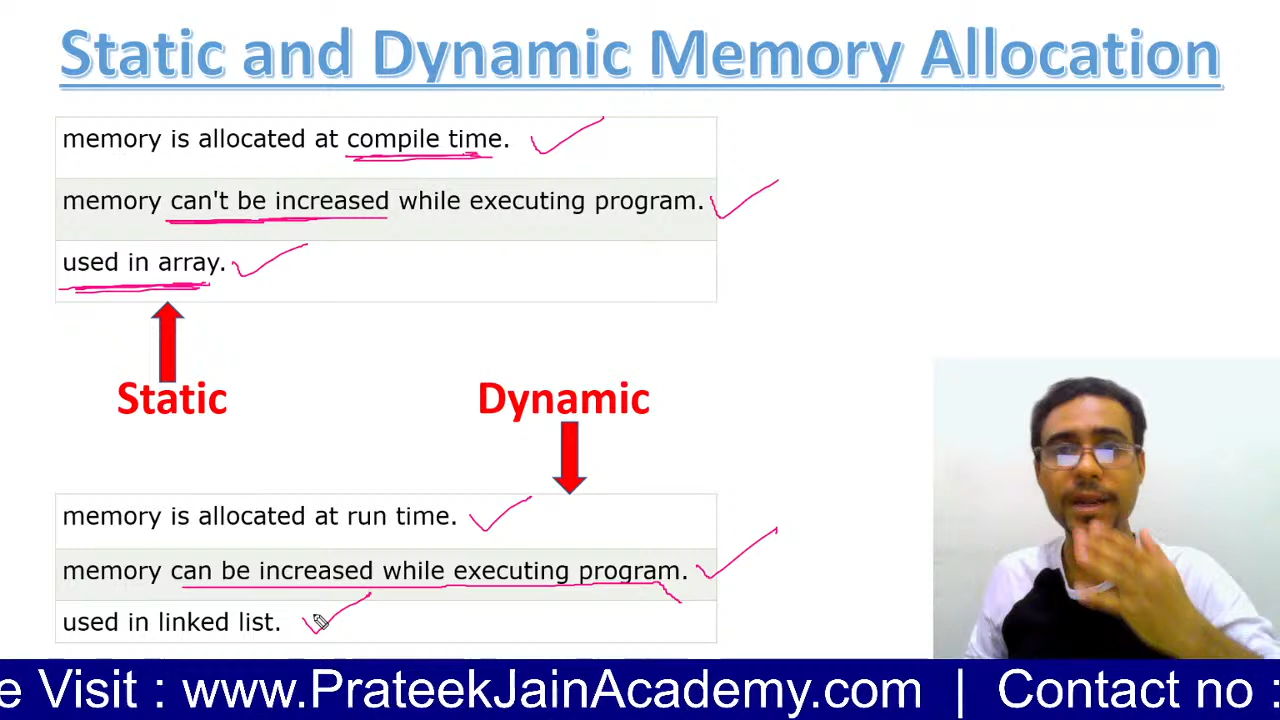 Static and Dynamic Memory Allocation
memory is allocated at compile time.
memory can't be increased while executing program.
used in array.
Static
Dynamic
memory is allocated at run time.
memory can be increased while executing program.
used in linked list.
e Visit : www.PrateekJainAcademy.com | Contact no :